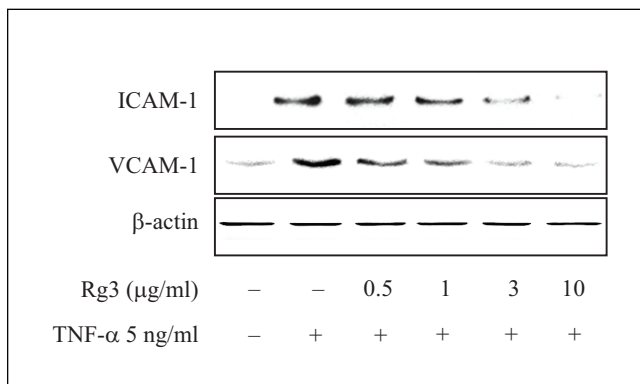 ICAM-1
VCAM-1
β-actin
Rg3 (μg/ml) – – 0.5 1 3 10
TNF-α 5 ng/ml – + + + + +